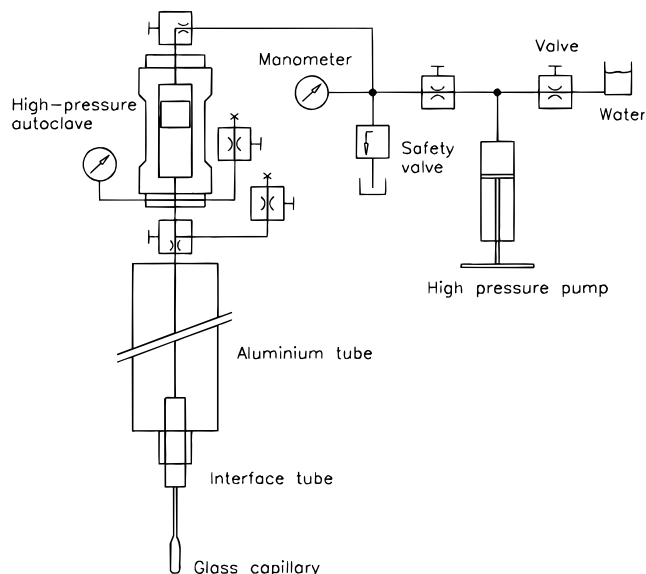 Valve
Manometer
High-pressure
autoclave
Water
Safety
valve
High pressure pump
Aluminium tube
Interface tube
Glass capillary